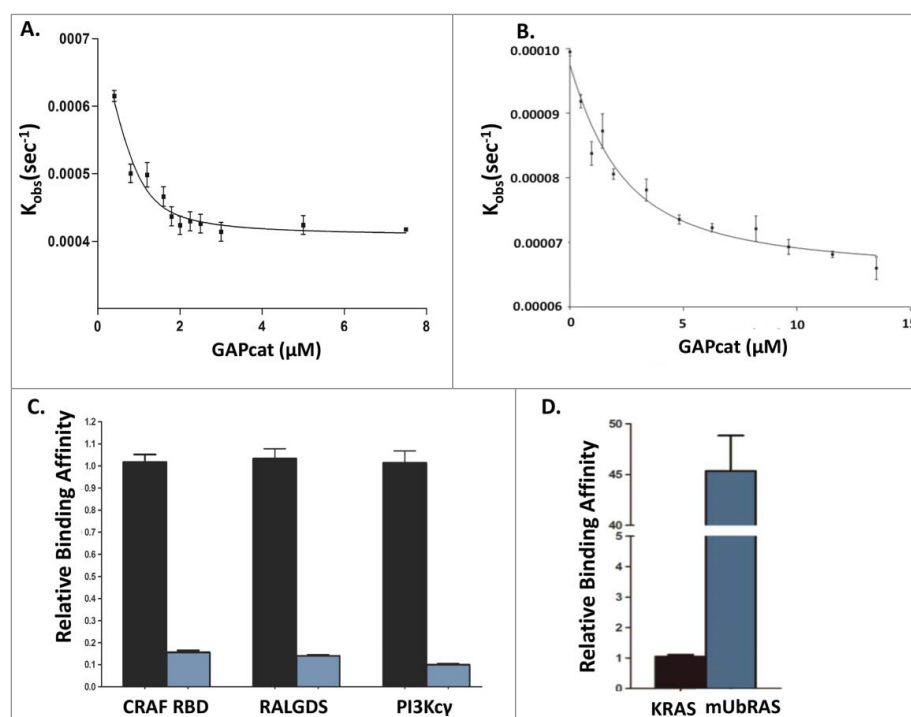 A.
0007
0.0006
0.0005
0.0004
K_obs(sec⁻¹)
0 2 4 6 8
GAPcat (μM)
B.
0.00010
0.00009
0.00008
0.00007
0.00006
K_obs(sec⁻¹)
0 5 10 15
GAPcat (μM)
C.
1.2
1.1
1.0
0.9
0.8
0.7
0.6
0.5
0.4
0.3
0.2
0.1
0.0
Relative Binding Affinity
CRAF RBD RALGDS PI3Kcγ
D.
50
45
40
5
4
3
2
1
0
Relative Binding Affinity
KRAS mUbRAS